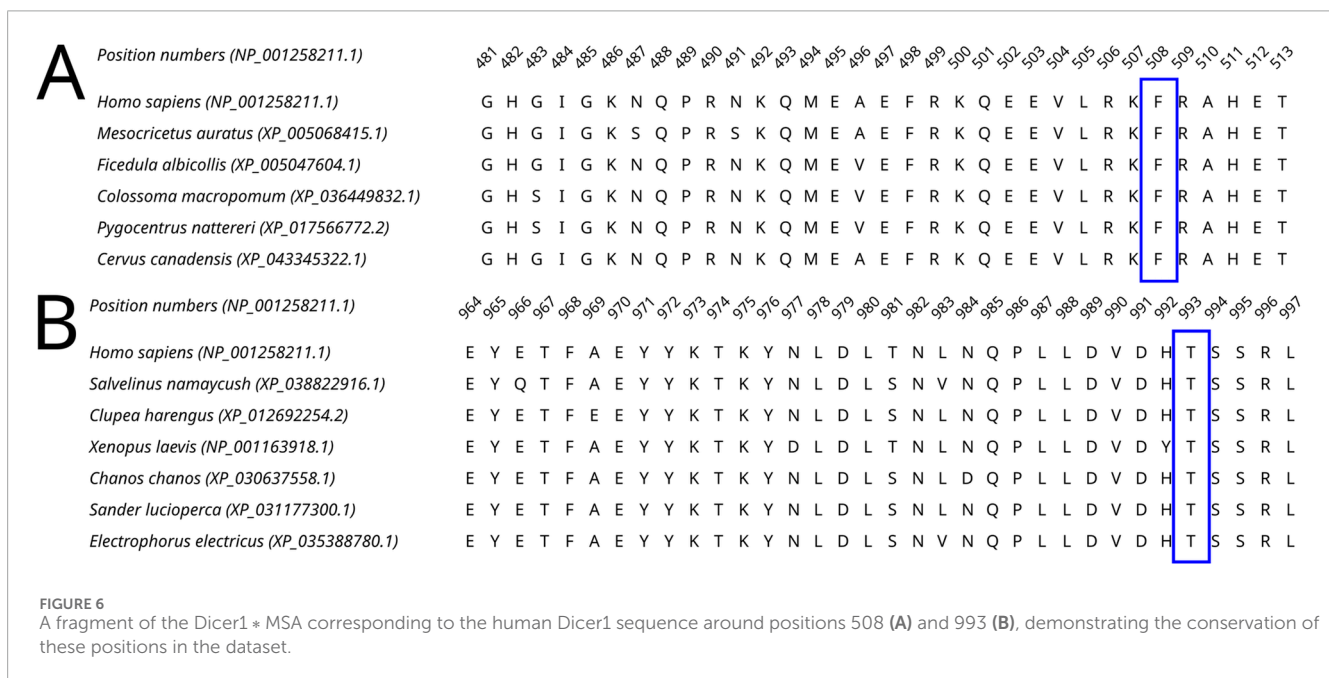 A
Position numbers (NP_001258211.1) 481 482 483 484 485 486 487 488 489 490 491 492 493 494 495 496 497 498 499 500 501 502 503 504 505 506 507 508 509 510 511 512 513
Homo sapiens (NP_001258211.1) G H G I G K N Q P R N K Q M E A E F R K Q E E V L R K F R A H E T
Mesocricetus auratus (XP_005068415.1) G H G I G K S Q P R S K Q M E A E F R K Q E E V L R K F R A H E T
Ficedula albicollis (XP_005047604.1) G H G I G K N Q P R N K Q M E V E F R K Q E E V L R K F R A H E T
Colossoma macropomum (XP_036449832.1) G H S I G K N Q P R N K Q M E V E F R K Q E E V L R K F R A H E T
Pygocentrus nattereri (XP_017566772.2) G H S I G K N Q P R N K Q M E V E F R K Q E E V L R K F R A H E T
Cervus canadensis (XP_043345322.1) G H G I G K N Q P R N K Q M E A E F R K Q E E V L R K F R A H E T
B
Position numbers (NP_001258211.1) 964 965 966 967 968 969 970 971 972 973 974 975 976 977 978 979 980 981 982 983 984 985 986 987 988 989 990 991 992 993 994 995 996 997
Homo sapiens (NP_001258211.1) E Y E T F A E Y Y K T K Y N L D L T N L N Q P L L D V D H T S S R L
Salvelinus namaycush (XP_038822916.1) E Y Q T F A E Y Y K T K Y N L D L S N V N Q P L L D V D H T S S R L
Clupea harengus (XP_012692254.2) E Y E T F E E Y Y K T K Y N L D L S N L N Q P L L D V D H T S S R L
Xenopus laevis (NP_001163918.1) E Y E T F A E Y Y K T K Y D L D L T N L N Q P L L D V D Y T S S R L
Chanos chanos (XP_030637558.1) E Y E T F A E Y Y K T K Y N L D L S N L D Q P L L D V D H T S S R L
Sander lucioperca (XP_031177300.1) E Y E T F A E Y Y K T K Y N L D L S N L N Q P L L D V D H T S S R L
Electrophorus electricus (XP_035388780.1) E Y E T F A E Y Y K T K Y N L D L S N V N Q P L L D V D H T S S R L
FIGURE 6
A fragment of the Dicer1 * MSA corresponding to the human Dicer1 sequence around positions 508 (A) and 993 (B), demonstrating the conservation of
these positions in the dataset.